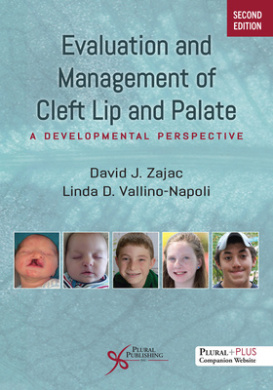 SECOND
EDITION
Evaluation and
Management of
Cleft Lip and Palate
A DEVELOPMENTAL PERSPECTIVE
David J. Zajac
Linda D. Vallino-Napoli
PLURAL
PUBLISHING
PLURAL+PLUS
Companion Website